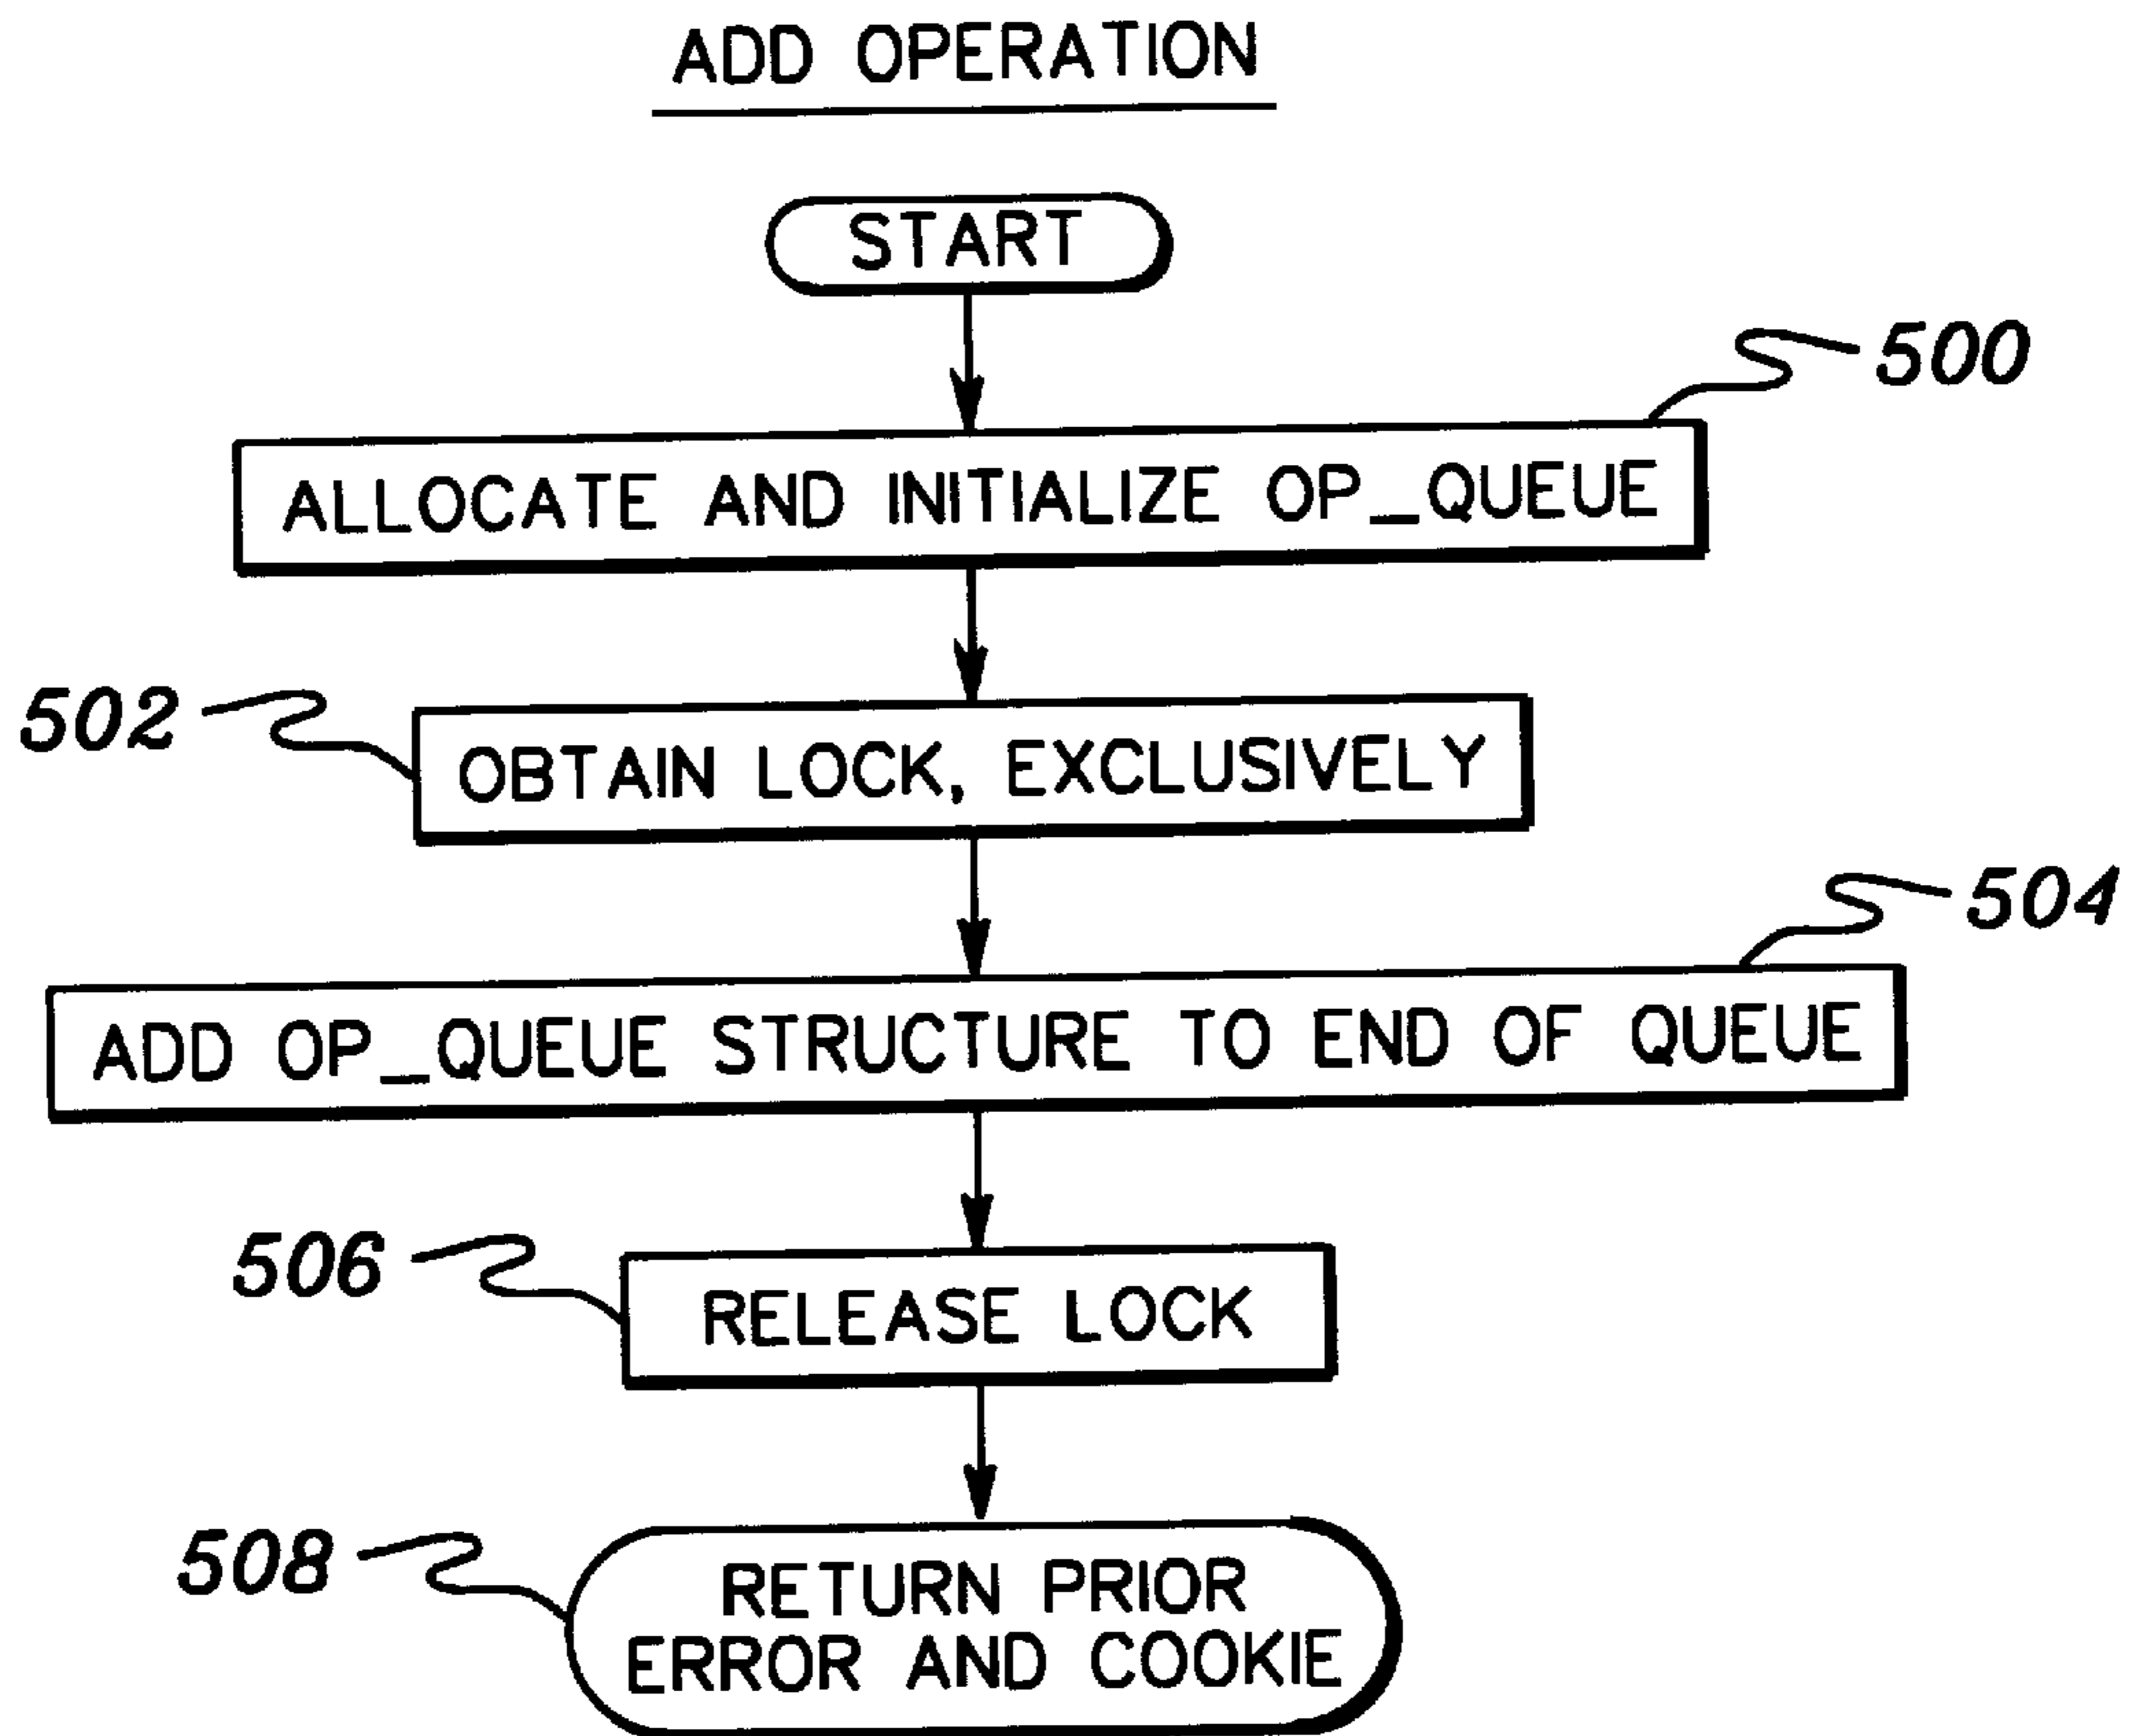 ADD OPERATION
START
500
ALLOCATE AND INITIALIZE OP_QUEUE
502
OBTAIN LOCK, EXCLUSIVELY
504
ADD OP_QUEUE STRUCTURE TO END OF QUEUE
506
RELEASE LOCK
508
RETURN PRIOR
ERROR AND COOKIE